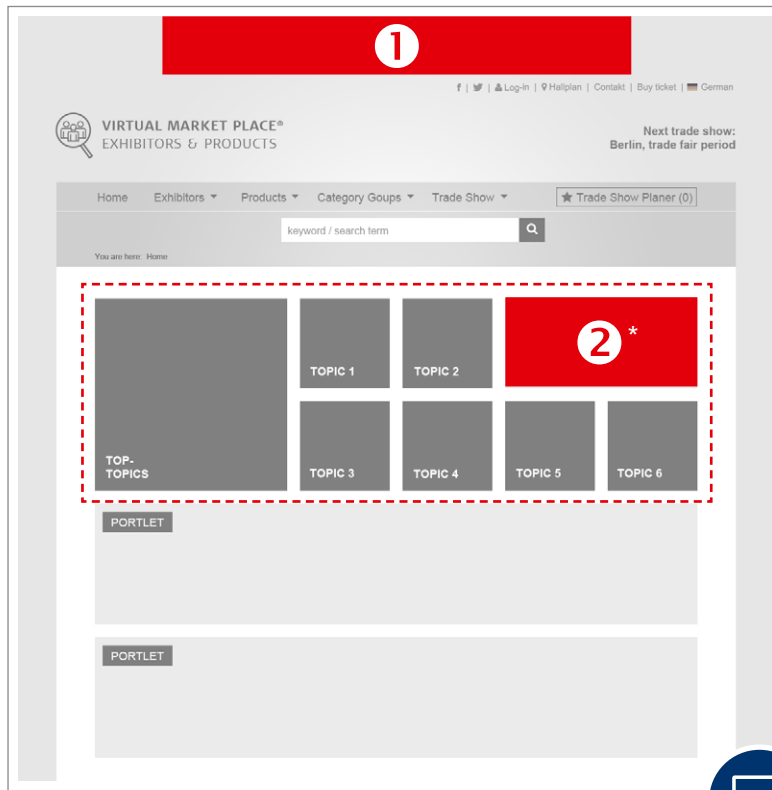 1
f | | Log-in | Hallplan | Contakt | Buy ticket | German
VIRTUAL MARKET PLACE®
EXHIBITORS & PRODUCTS
Next trade show:
Berlin, trade fair period
Home Exhibitors Products Category Goups Trade Show Trade Show Planer (0)
keyword / search term
You are here: Home
2 *
TOPIC 1 TOPIC 2
TOP-
TOPICS
TOPIC 3 TOPIC 4 TOPIC 5 TOPIC 6
PORTLET
PORTLET